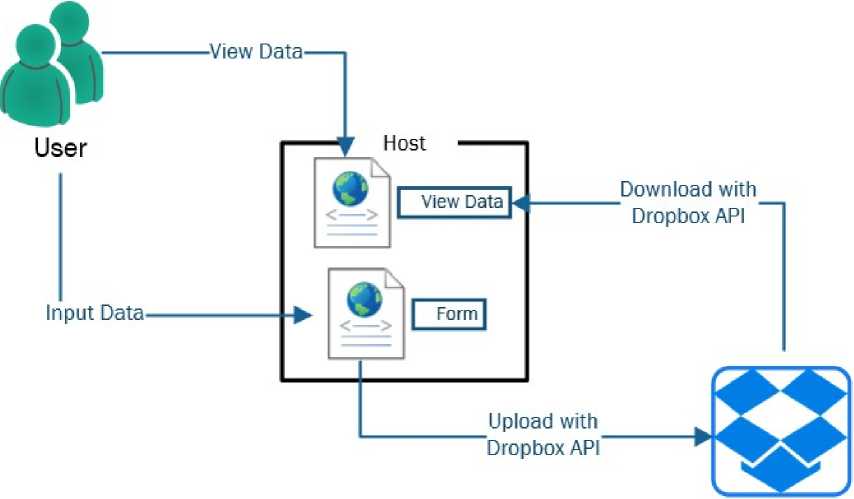 View Data
User
Host
View Data
Download with
Dropbox API
Input Data
Form
Upload with
Dropbox API